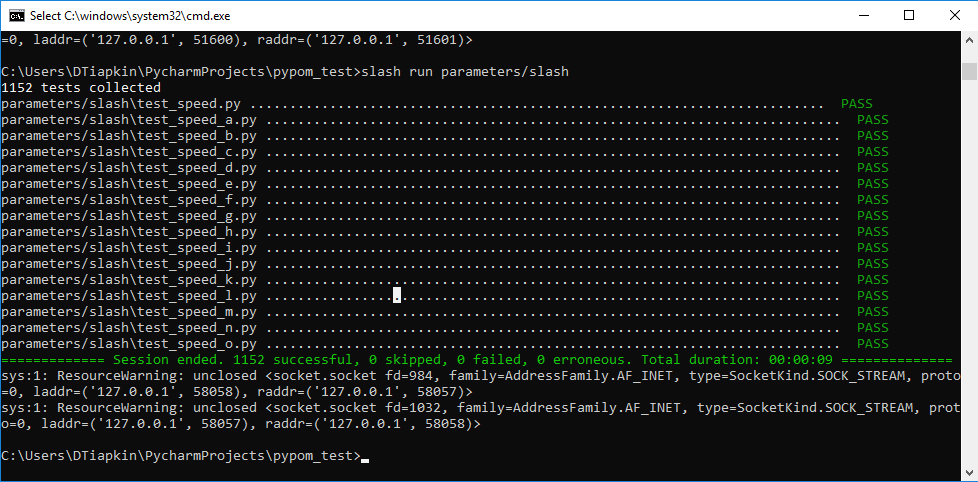 Select C:\windows\system32\cmd.exe
=0, laddr=('127.0.0.1', 51600), raddr=('127.0.0.1', 51601)>
C:\Users\DTiapkin\PycharmProjects\pypom_test>slash run parameters/slash
1152 tests collected
parameters/slash\test_speed.py ........................................................................  PASS
parameters/slash\test_speed_a.py ........................................................................  PASS
parameters/slash\test_speed_b.py ........................................................................  PASS
parameters/slash\test_speed_c.py ........................................................................  PASS
parameters/slash\test_speed_d.py ........................................................................  PASS
parameters/slash\test_speed_e.py ........................................................................  PASS
parameters/slash\test_speed_f.py ........................................................................  PASS
parameters/slash\test_speed_g.py ........................................................................  PASS
parameters/slash\test_speed_h.py ........................................................................  PASS
parameters/slash\test_speed_i.py ........................................................................  PASS
parameters/slash\test_speed_j.py ........................................................................  PASS
parameters/slash\test_speed_k.py ........................................................................  PASS
parameters/slash\test_speed_l.py ........................................................................  PASS
parameters/slash\test_speed_m.py ........................................................................  PASS
parameters/slash\test_speed_n.py ........................................................................  PASS
parameters/slash\test_speed_o.py ........................................................................  PASS
============= Session ended. 1152 successful, 0 skipped, 0 failed, 0 erroneous. Total duration: 00:00:09 ==============
sys:1: ResourceWarning: unclosed <socket.socket fd=984, family=AddressFamily.AF_INET, type=SocketKind.SOCK_STREAM, proto
=0, laddr=('127.0.0.1', 58058), raddr=('127.0.0.1', 58057)>
sys:1: ResourceWarning: unclosed <socket.socket fd=1032, family=AddressFamily.AF_INET, type=SocketKind.SOCK_STREAM, prot
o=0, laddr=('127.0.0.1', 58057), raddr=('127.0.0.1', 58058)>
C:\Users\DTiapkin\PycharmProjects\pypom_test>